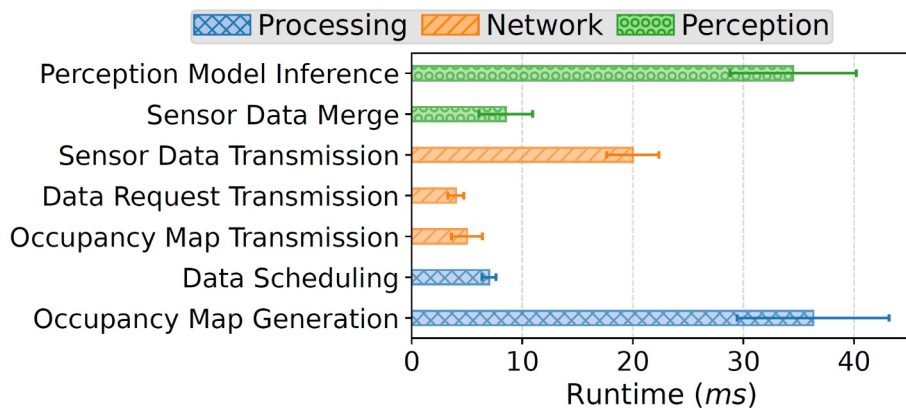 Processing Network Perception
Perception Model Inference
Sensor Data Merge
Sensor Data Transmission
Data Request Transmission
Occupancy Map Transmission
Data Scheduling
Occupancy Map Generation
0 10 20 30 40
Runtime (ms)